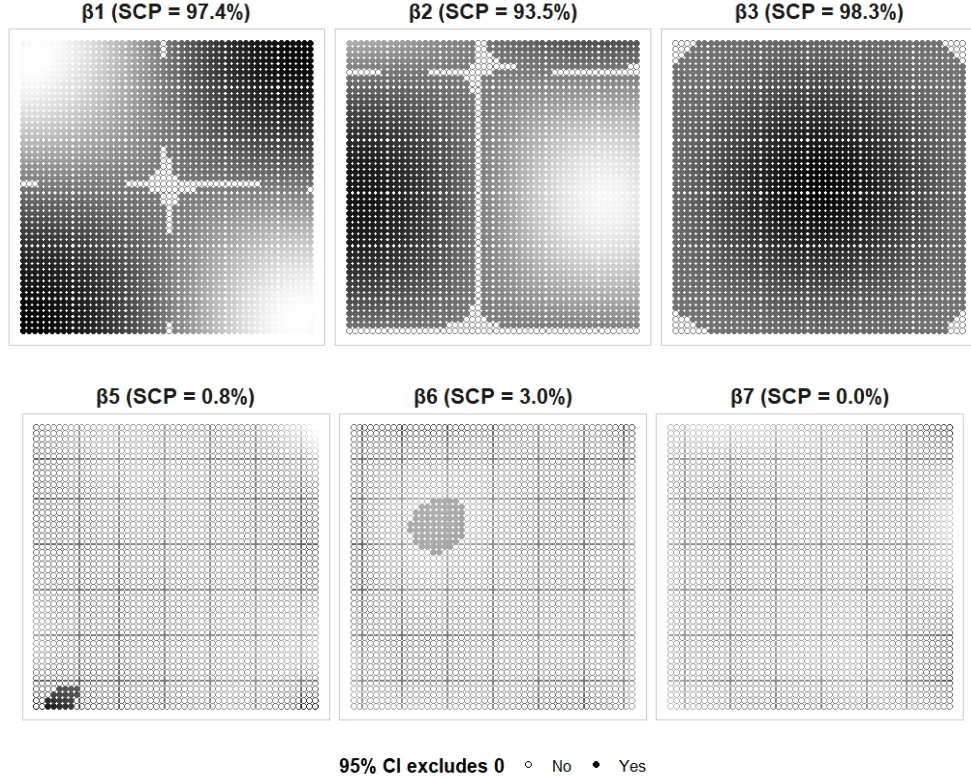 β1 (SCP = 97.4%) β2 (SCP = 93.5%) β3 (SCP = 98.3%)
β5 (SCP = 0.8%) β6 (SCP = 3.0%) β7 (SCP = 0.0%)
95% CI excludes 0 No Yes